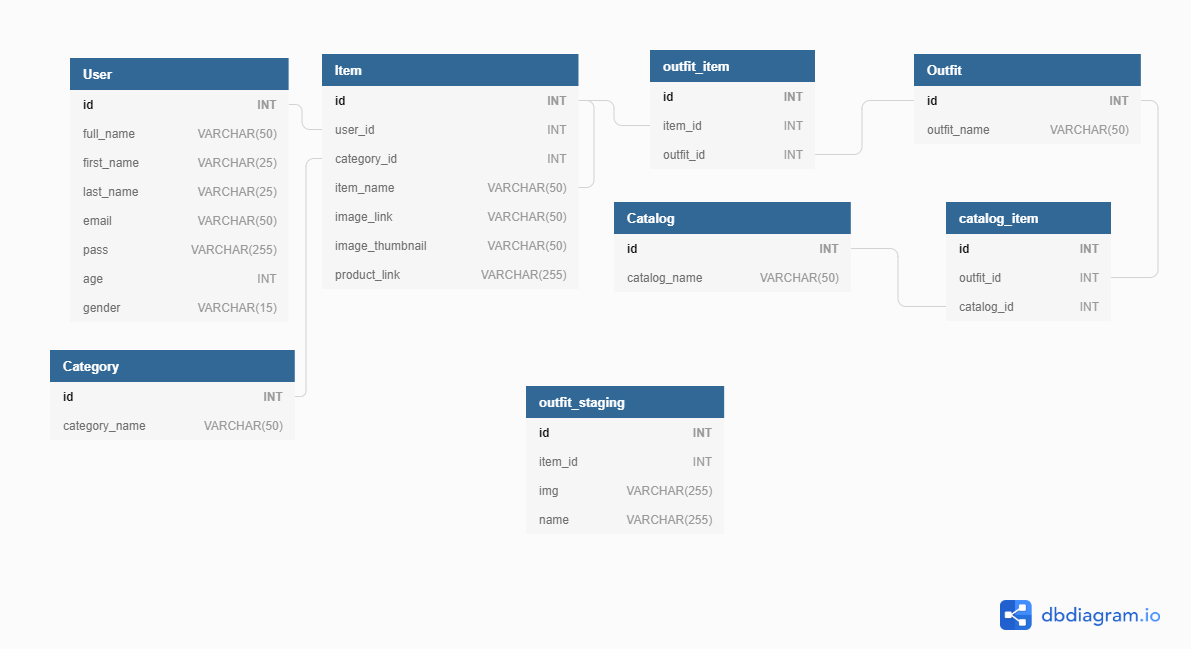 User
id INT
full_name VARCHAR(50)
first_name VARCHAR(25)
last_name VARCHAR(25)
email VARCHAR(50)
pass VARCHAR(255)
age INT
gender VARCHAR(15)
Item
id INT
user_id INT
category_id INT
item_name VARCHAR(50)
image_link VARCHAR(50)
image_thumbnail VARCHAR(50)
product_link VARCHAR(255)
outfit_item
id INT
item_id INT
outfit_id INT
Outfit
id INT
outfit_name VARCHAR(50)
Catalog
id INT
catalog_name VARCHAR(50)
catalog_item
id INT
outfit_id INT
catalog_id INT
Category
id INT
category_name VARCHAR(50)
outfit_staging
id INT
item_id INT
img VARCHAR(255)
name VARCHAR(255)
dbdiagram.io